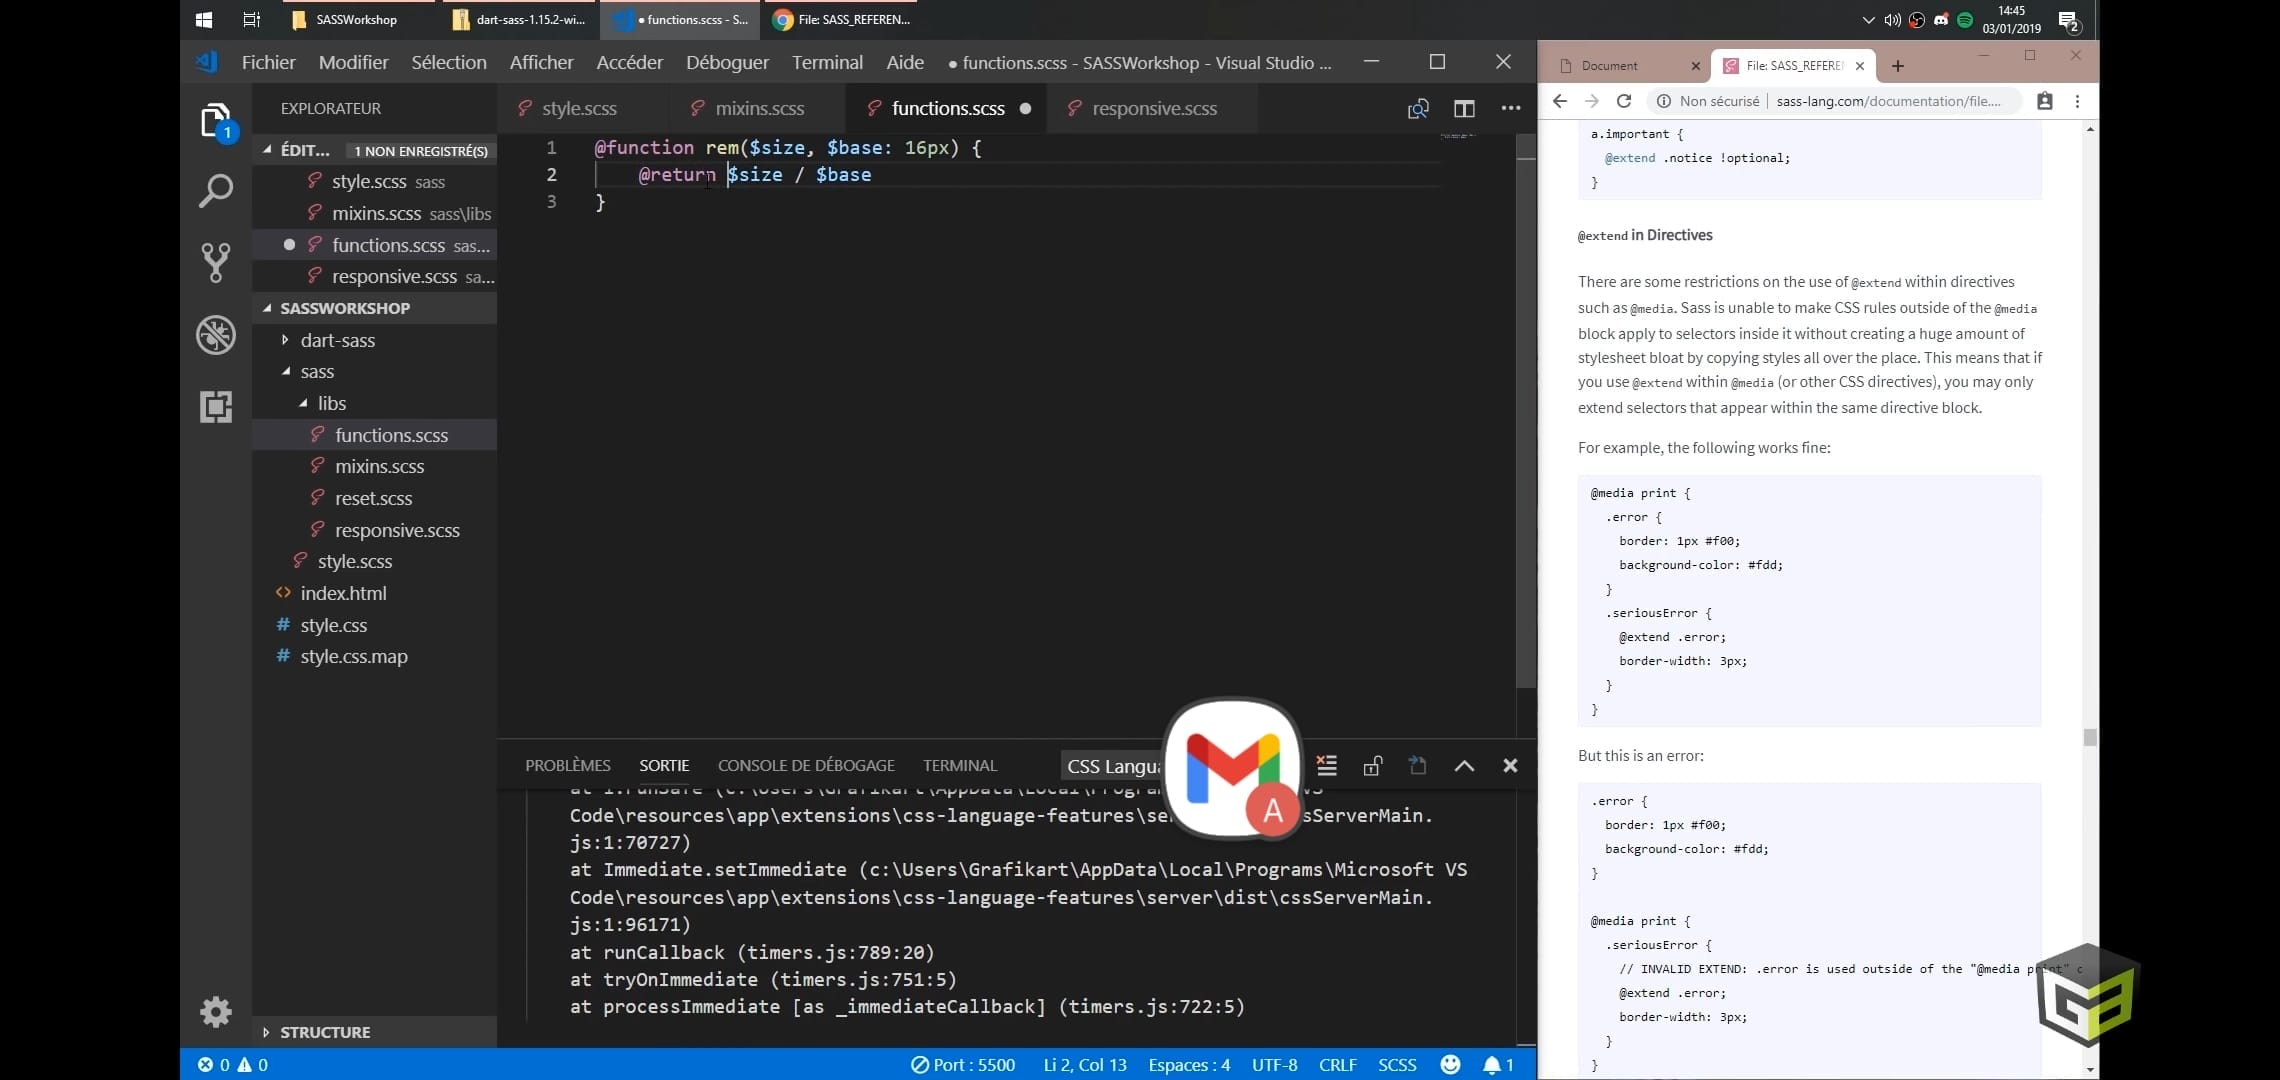 SASSWorkshop
dart-sass-1.15.2-wi...
● functions.scss - S...
File: SASS_REFEREN...
14:45
03/01/2019
2
Fichier Modifier Sélection Afficher Accéder Déboguer Terminal Aide
● functions.scss - SASSWorkshop - Visual Studio ...
1
EXPLORATEUR
ÉDIT... 1 NON ENREGISTRÉ(S)
style.scss sass
mixins.scss sass\libs
functions.scss sas...
responsive.scss sa...
SASSWORKSHOP
dart-sass
sass
libs
functions.scss
mixins.scss
reset.scss
responsive.scss
style.scss
index.html
style.css
style.css.map
STRUCTURE
style.scss mixins.scss functions.scss responsive.scss
1 @function rem($size, $base: 16px) {
2 @return $size / $base
3 }
PROBLÈMES SORTIE CONSOLE DE DÉBOGAGE TERMINAL
CSS Langua
A
Code\resources\app\extensions\css-language-features\se sServerMain.
js:1:70727)
at Immediate.setImmediate (c:\Users\Grafikart\AppData\Local\Programs\Microsoft VS
Code\resources\app\extensions\css-language-features\server\dist\cssServerMain.
js:1:96171)
at runCallback (timers.js:789:20)
at tryOnImmediate (timers.js:751:5)
at processImmediate [as _immediateCallback] (timers.js:722:5)
0 0
Port : 5500 Li 2, Col 13 Espaces : 4 UTF-8 CRLF SCSS 1
Document
File: SASS_REFERE
Non sécurisé | sass-lang.com/documentation/file....
a.important {
@extend .notice !optional;
}
@extend in Directives
There are some restrictions on the use of @extend within directives
such as @media. Sass is unable to make CSS rules outside of the @media
block apply to selectors inside it without creating a huge amount of
stylesheet bloat by copying styles all over the place. This means that if
you use @extend within @media (or other CSS directives), you may only
extend selectors that appear within the same directive block.
For example, the following works fine:
@media print {
.error {
border: 1px #f00;
background-color: #fdd;
}
.seriousError {
@extend .error;
border-width: 3px;
}
}
But this is an error:
.error {
border: 1px #f00;
background-color: #fdd;
}
@media print {
.seriousError {
// INVALID EXTEND: .error is used outside of the "@media print"
@extend .error;
border-width: 3px;
}
}